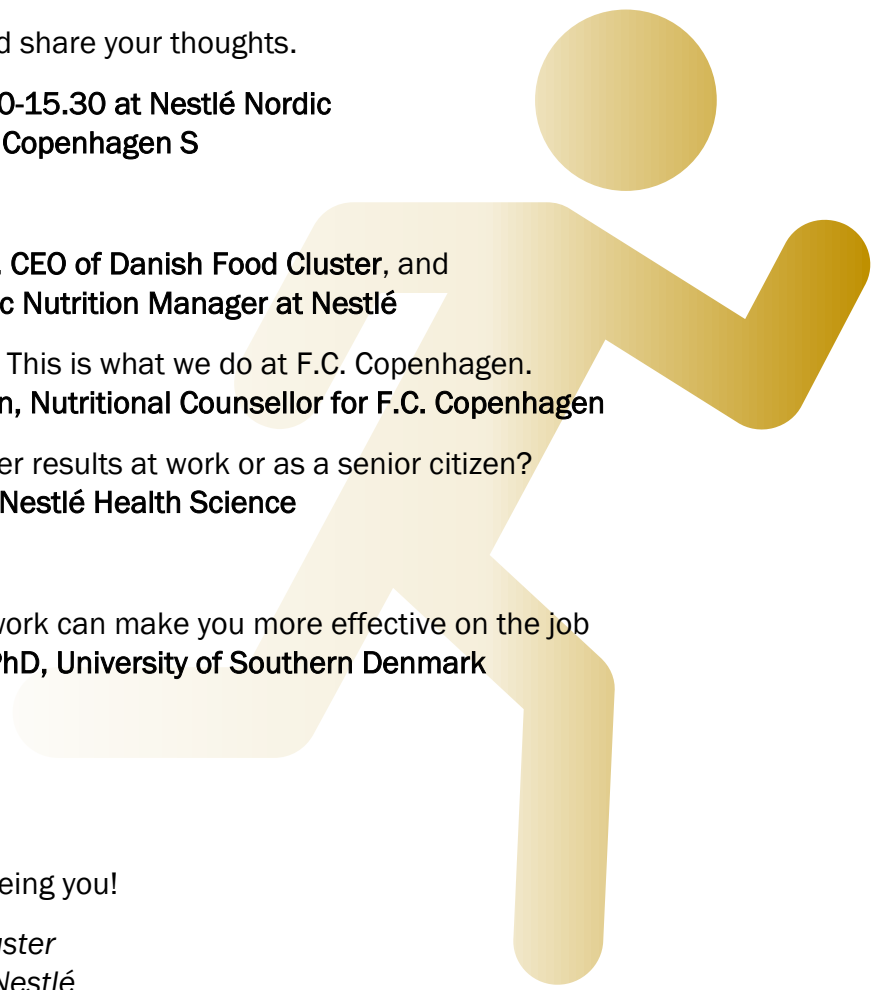 d share your thoughts.
0-15.30 at Nestlé Nordic
Copenhagen S
, CEO of Danish Food Cluster, and
c Nutrition Manager at Nestlé
This is what we do at F.C. Copenhagen.
n, Nutritional Counsellor for F.C. Copenhagen
er results at work or as a senior citizen?
Nestlé Health Science
work can make you more effective on the job
PhD, University of Southern Denmark
eing you!
uster
Nestlé